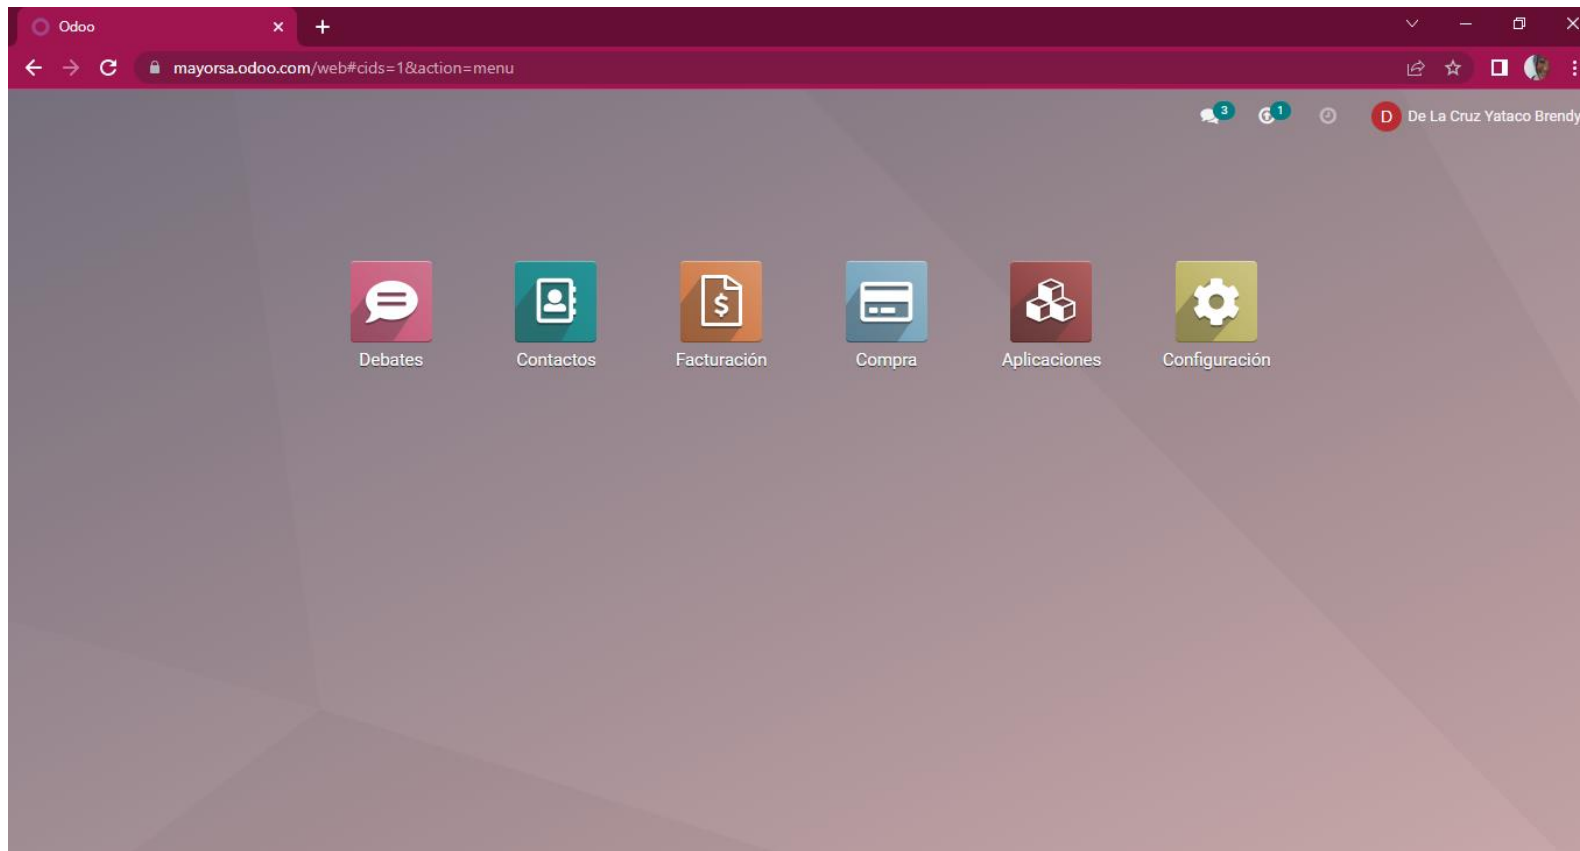 Odoo
mayorsa.odoo.com/web#cids=1&action=menu
3 1 D De La Cruz Yataco Brendy
Debates Contactos Facturación Compra Aplicaciones Configuración